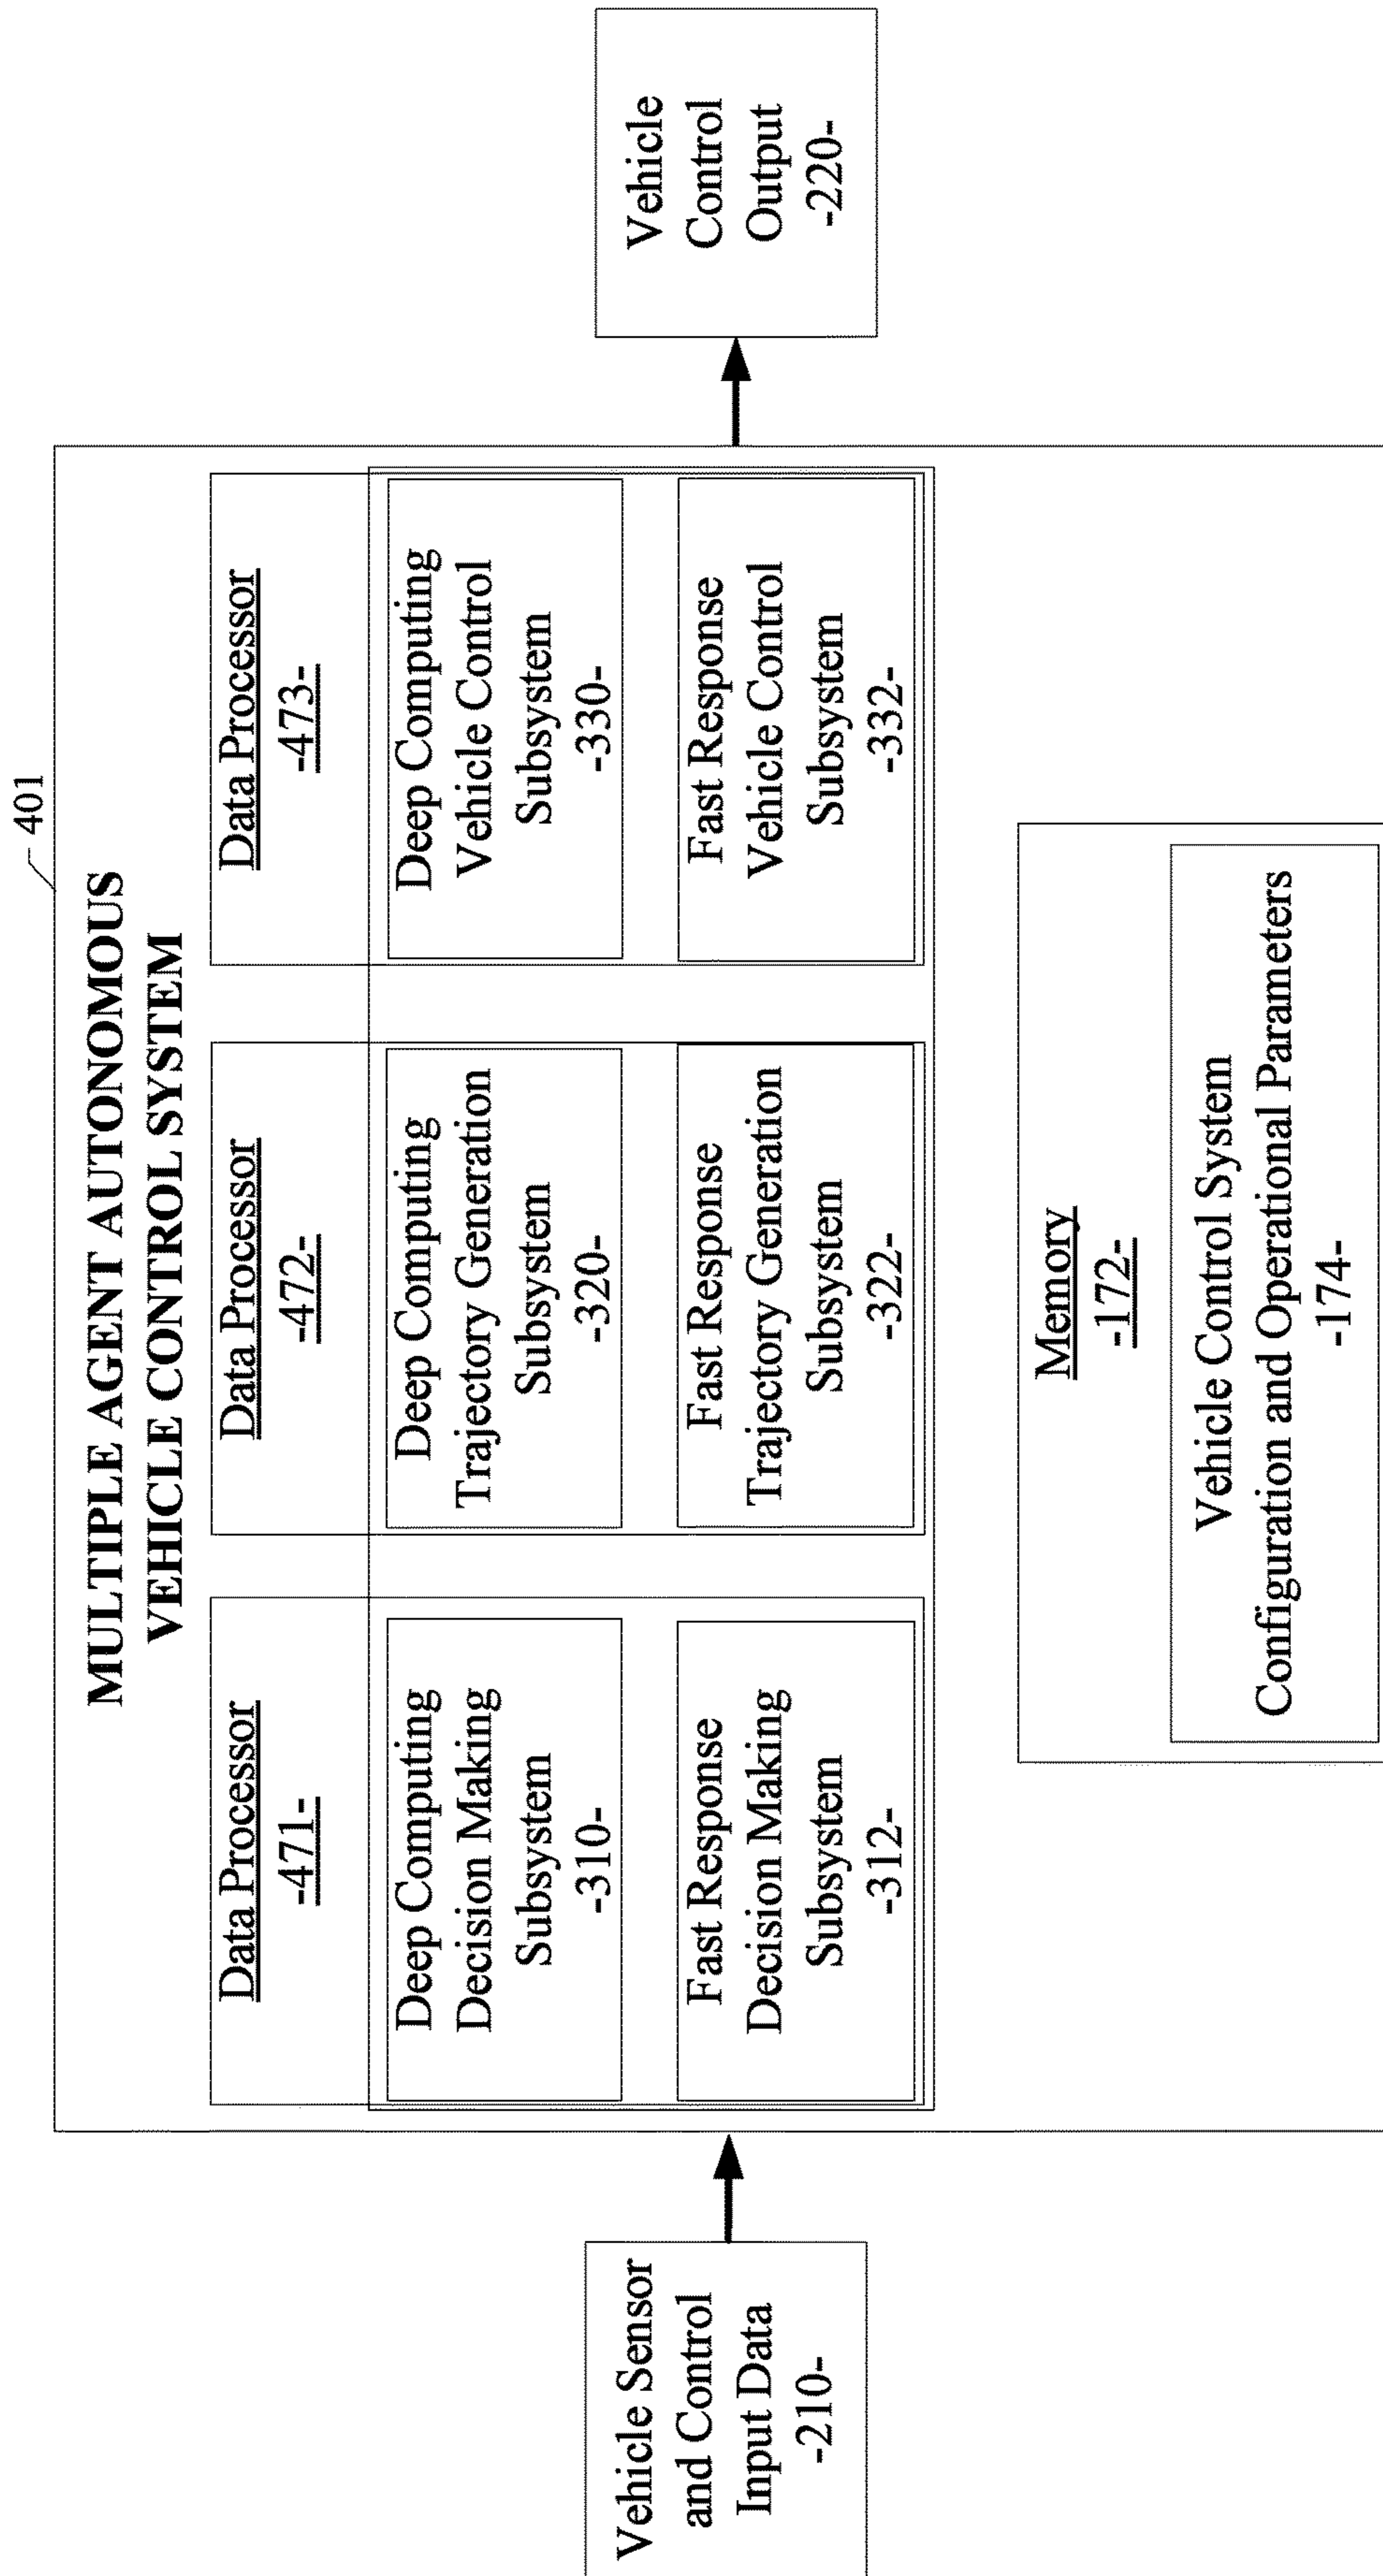 401
MULTIPLE AGENT AUTONOMOUS
VEHICLE CONTROL SYSTEM
Vehicle Sensor
and Control
Input Data
-210-
Data Processor
-471-
Deep Computing
Decision Making
Subsystem
-310-
Fast Response
Decision Making
Subsystem
-312-
Data Processor
-472-
Deep Computing
Trajectory Generation
Subsystem
-320-
Fast Response
Trajectory Generation
Subsystem
-322-
Data Processor
-473-
Deep Computing
Vehicle Control
Subsystem
-330-
Fast Response
Vehicle Control
Subsystem
-332-
Memory
-172-
Vehicle Control System
Configuration and Operational Parameters
-174-
Vehicle
Control
Output
-220-